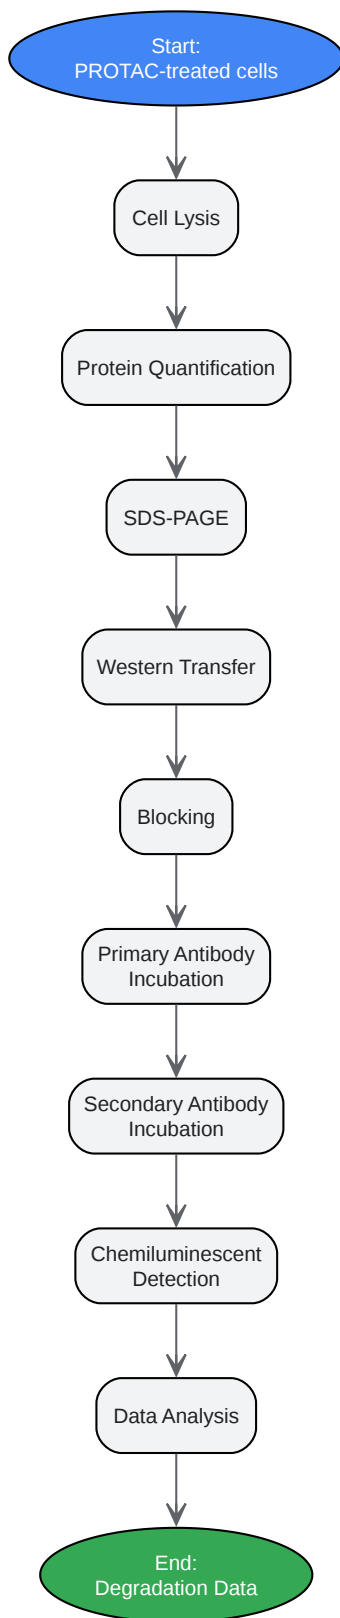 Start:
PROTAC-treated cells
Cell Lysis
Protein Quantification
SDS-PAGE
Western Transfer
Blocking
Primary Antibody
Incubation
Secondary Antibody
Incubation
Chemiluminescent
Detection
Data Analysis
End:
Degradation Data